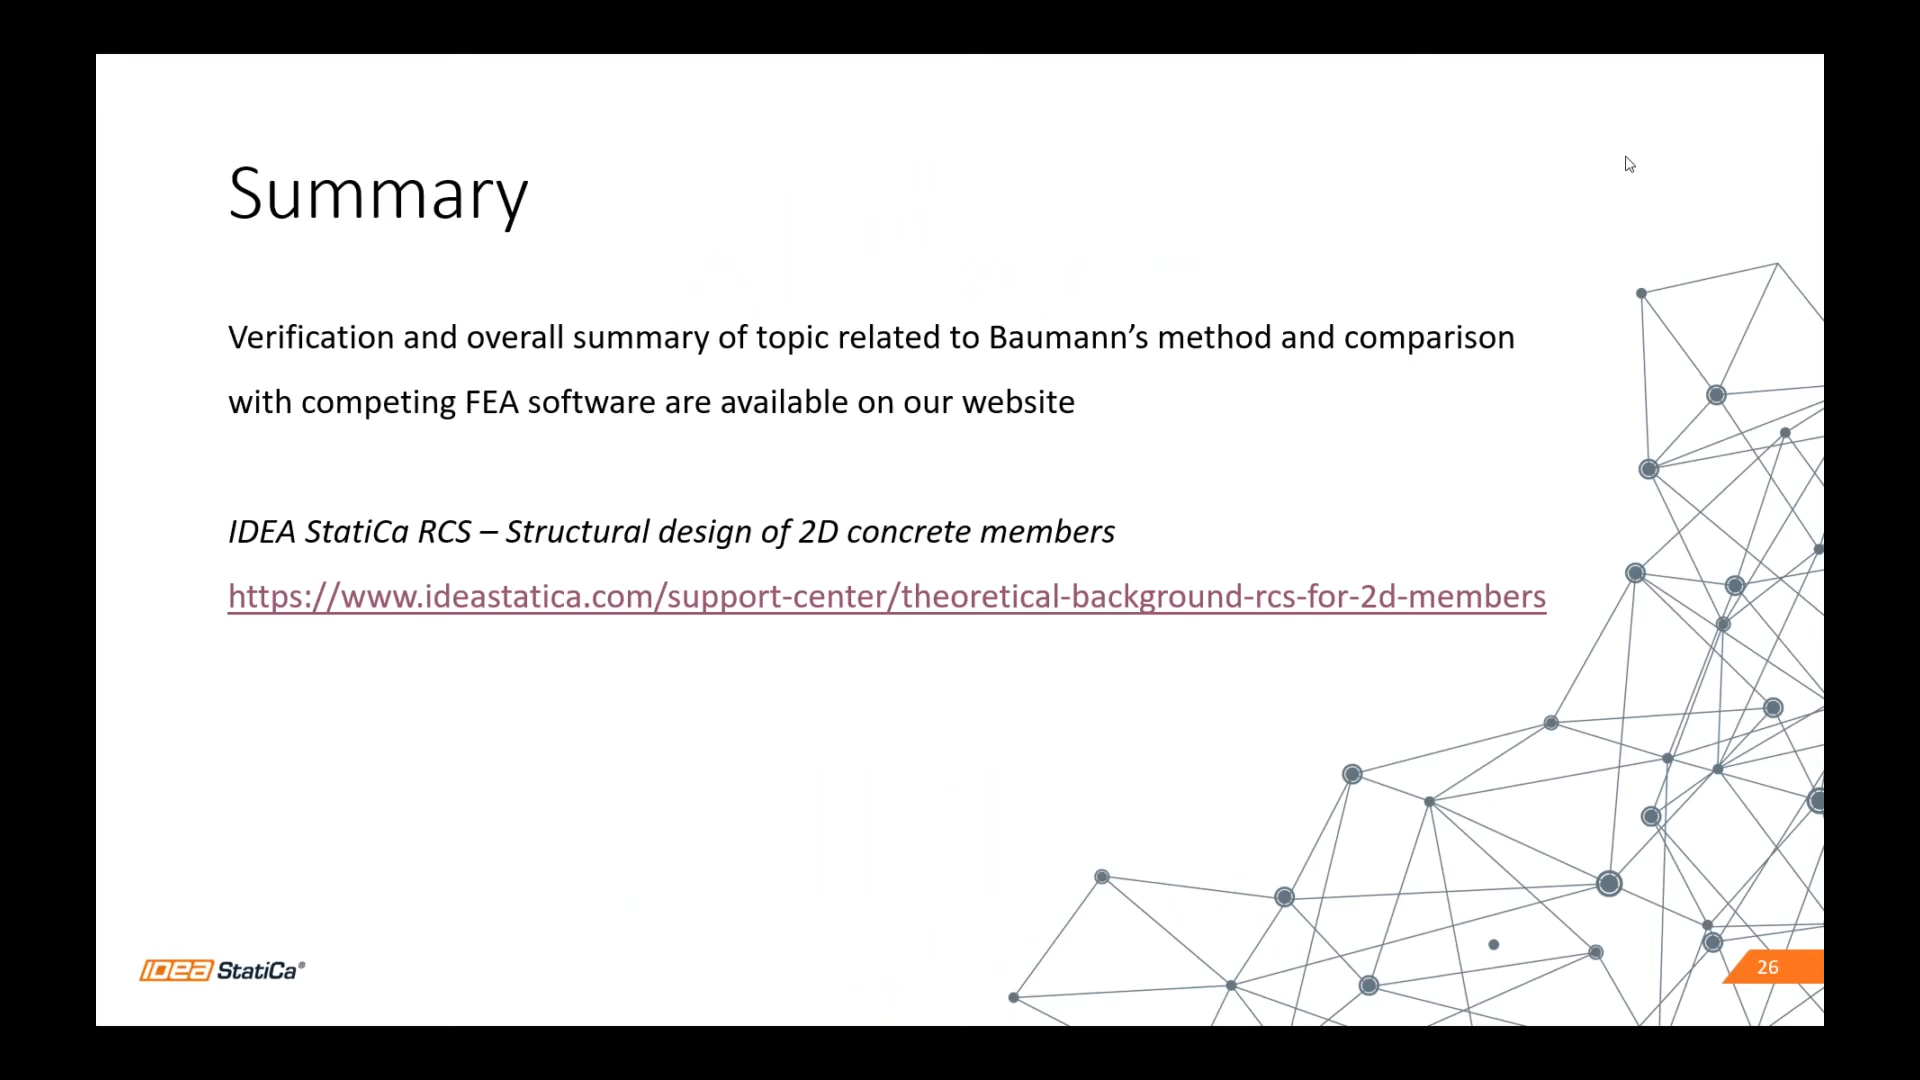 Summary
Verification and overall summary of topic related to Baumann’s method and comparison
with competing FEA software are available on our website
IDEA StatiCa RCS – Structural design of 2D concrete members
https://www.ideastatica.com/support-center/theoretical-background-rcs-for-2d-members
IDEA StatiCa®
26